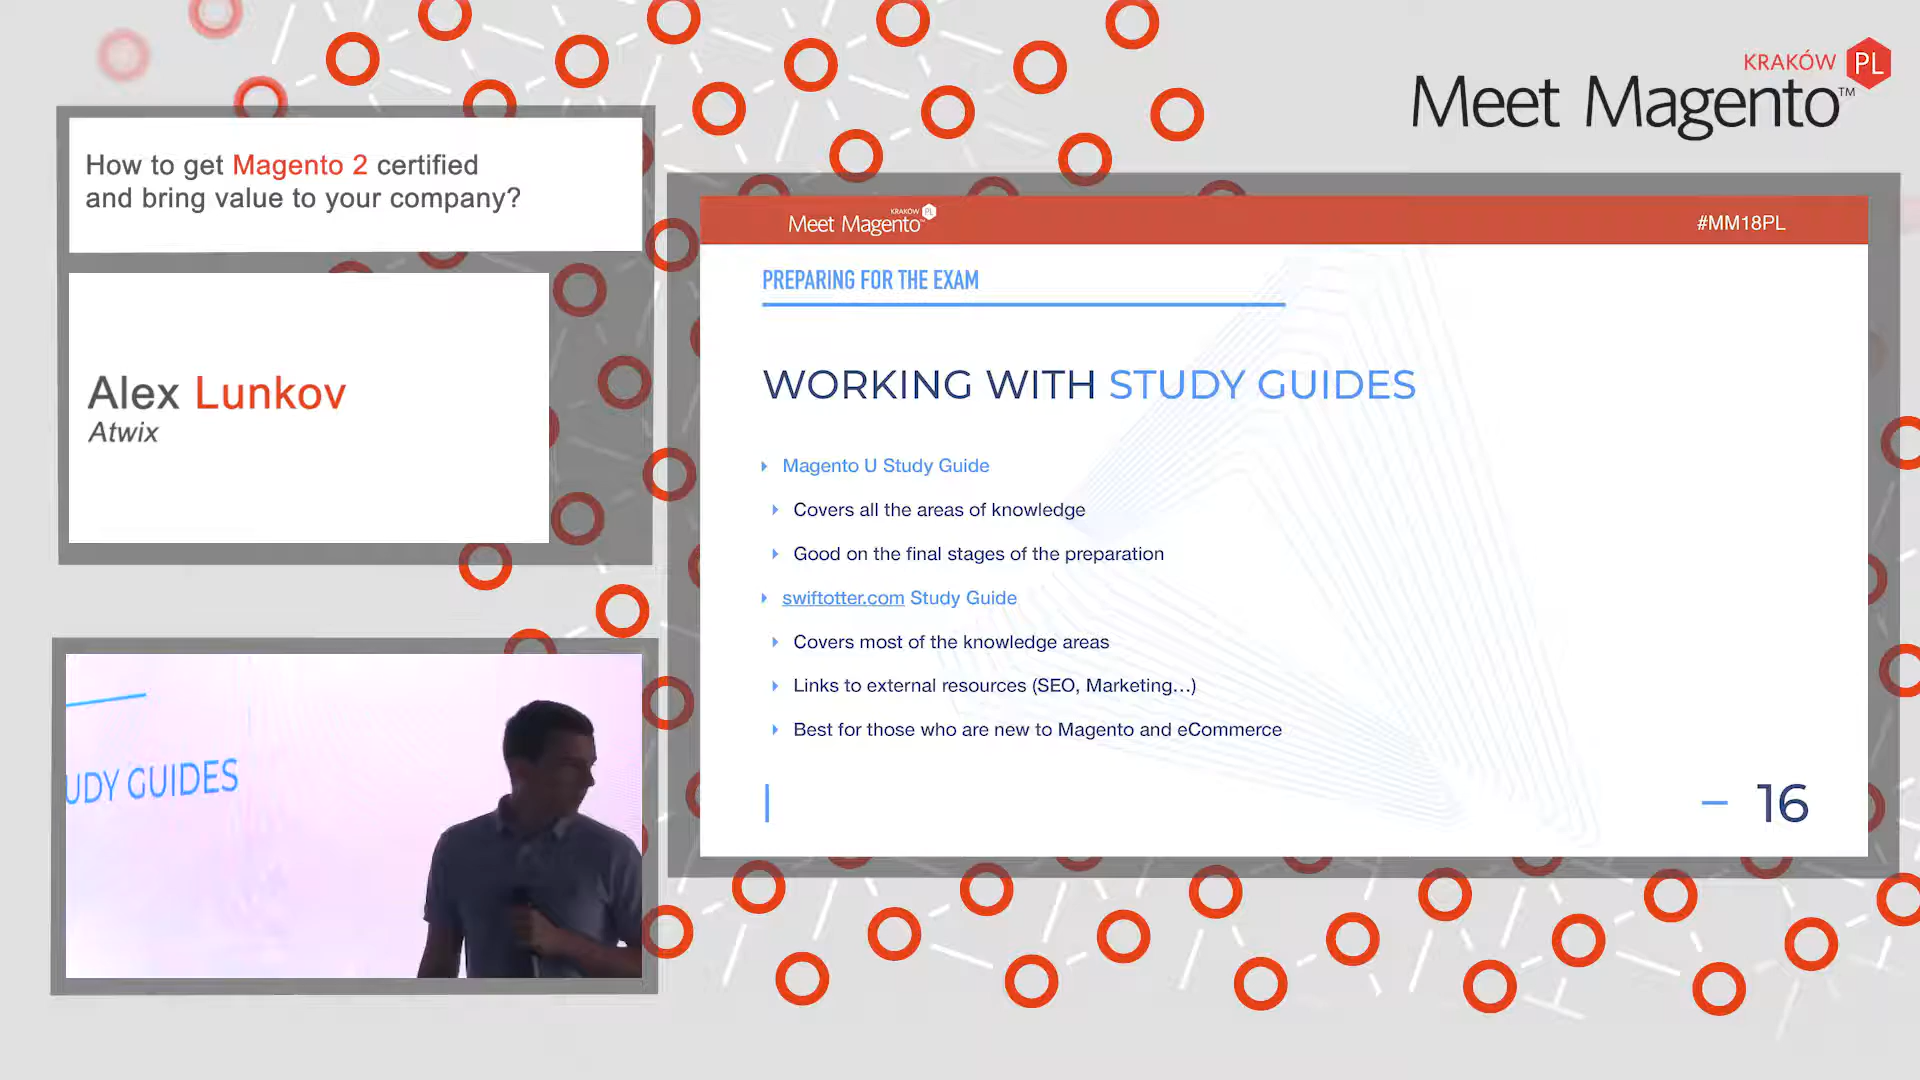 KRAKÓW PL
Meet Magento™
How to get Magento 2 certified
and bring value to your company?
Alex Lunkov
Atwix
KRAKÓW PL
Meet Magento
#MM18PL
PREPARING FOR THE EXAM
WORKING WITH STUDY GUIDES
Magento U Study Guide
Covers all the areas of knowledge
Good on the final stages of the preparation
swiftotter.com Study Guide
Covers most of the knowledge areas
Links to external resources (SEO, Marketing...)
Best for those who are new to Magento and eCommerce
– 16
UDY GUIDES